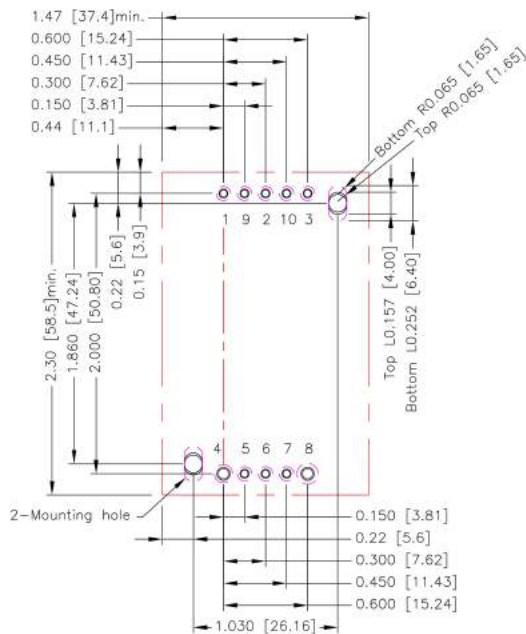 1.47 [37.4]min.
0.600 [15.24]
0.450 [11.43]
0.300 [7.62]
0.150 [3.81]
0.44 [11.1]
Bottom R0.065 [1.65]
Top R0.065 [1.65]
1 9 2 10 3
2.30 [58.5]min.
1.860 [47.24]
2.000 [50.80]
0.22 [5.6]
0.15 [3.9]
Top L0.157 [4.00]
Bottom L0.252 [6.40]
4 5 6 7 8
2-Mounting hole
0.150 [3.81]
0.22 [5.6]
0.300 [7.62]
0.450 [11.43]
0.600 [15.24]
1.030 [26.16]